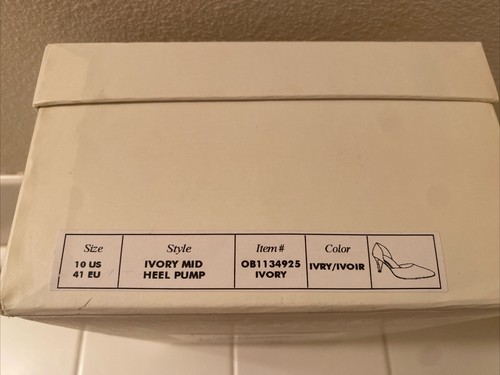 Size Style Item# Color
10 US IVORY MID OB1134925 IVRY/IVOIR
41 EU HEEL PUMP IVORY